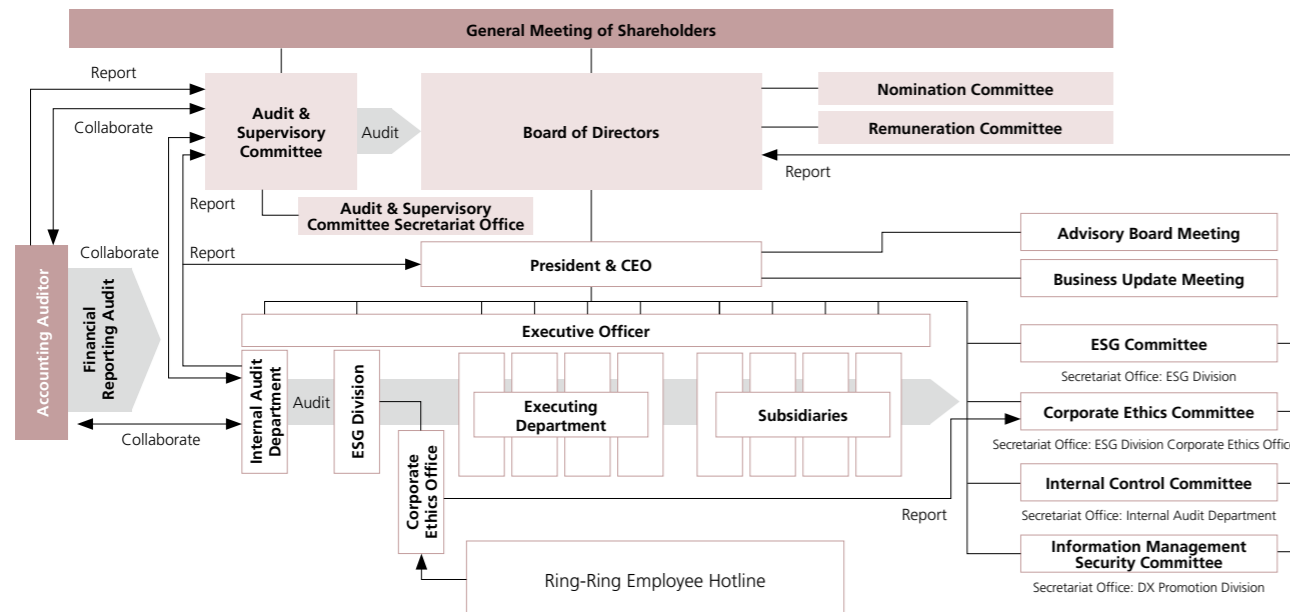 General Meeting of Shareholders
Report
Collaborate
Audit &
Supervisory
Committee
Audit
Board of Directors
Nomination Committee
Remuneration Committee
Report
Report
Audit & Supervisory
Committee Secretariat Office
Collaborate
Report
President & CEO
Advisory Board Meeting
Business Update Meeting
Accounting Auditor
Financial
Reporting Audit
Executive Officer
Internal Audit
Department
Audit
ESG Division
Executing
Department
Subsidiaries
Collaborate
Corporate
Ethics Office
ESG Committee
Secretariat Office: ESG Division
Corporate Ethics Committee
Secretariat Office: ESG Division Corporate Ethics Office
Internal Control Committee
Report
Secretariat Office: Internal Audit Department
Information Management
Security Committee
Secretariat Office: DX Promotion Division
Ring-Ring Employee Hotline